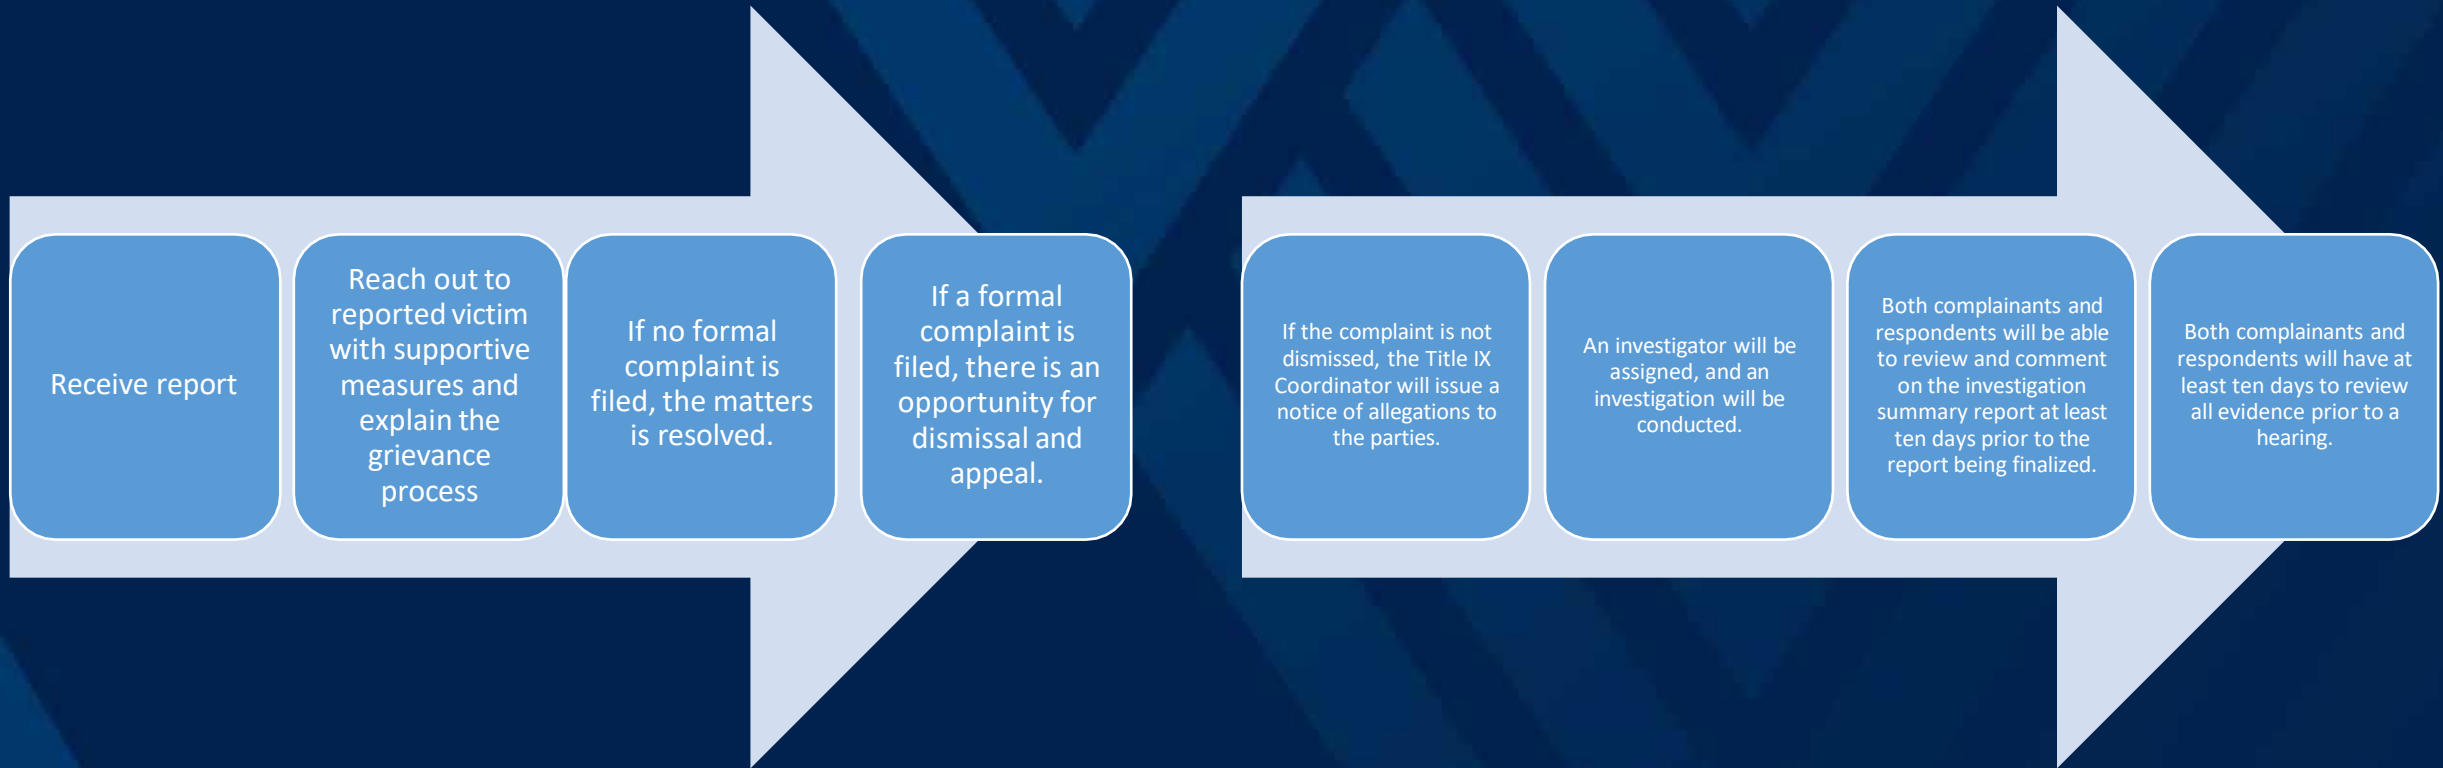 Receive report
Reach out to
reported victim
with supportive
measures and
explain the
grievance
process
If no formal
complaint is
filed, the matters
is resolved.
If a formal
complaint is
filed, there is an
opportunity for
dismissal and
appeal.
If the complaint is not
dismissed, the Title IX
Coordinator will issue a
notice of allegations to
the parties.
An investigator will be
assigned, and an
investigation will be
conducted.
Both complainants and
respondents will be able
to review and comment
on the investigation
summary report at least
ten days prior to the
report being finalized.
Both complainants and
respondents will have at
least ten days to review
all evidence prior to a
hearing.